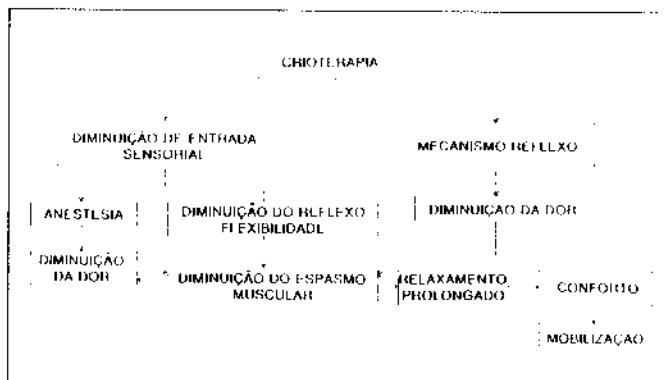 CRIOTERAPIA
DIMINUIÇÃO DE ENTRADA
SENSORIAL
MECANISMO REFLEXO
ANESTESIA
DIMINUIÇÃO DO REFLEXO
FLEXIBILIDADE
DIMINUIÇÃO DA DOR
DIMINUIÇÃO
DA DOR
DIMINUIÇÃO DO ESPASMO
MUSCULAR
RELAXAMENTO
PROLONGADO
CONFORTO
MOBILIZAÇÃO